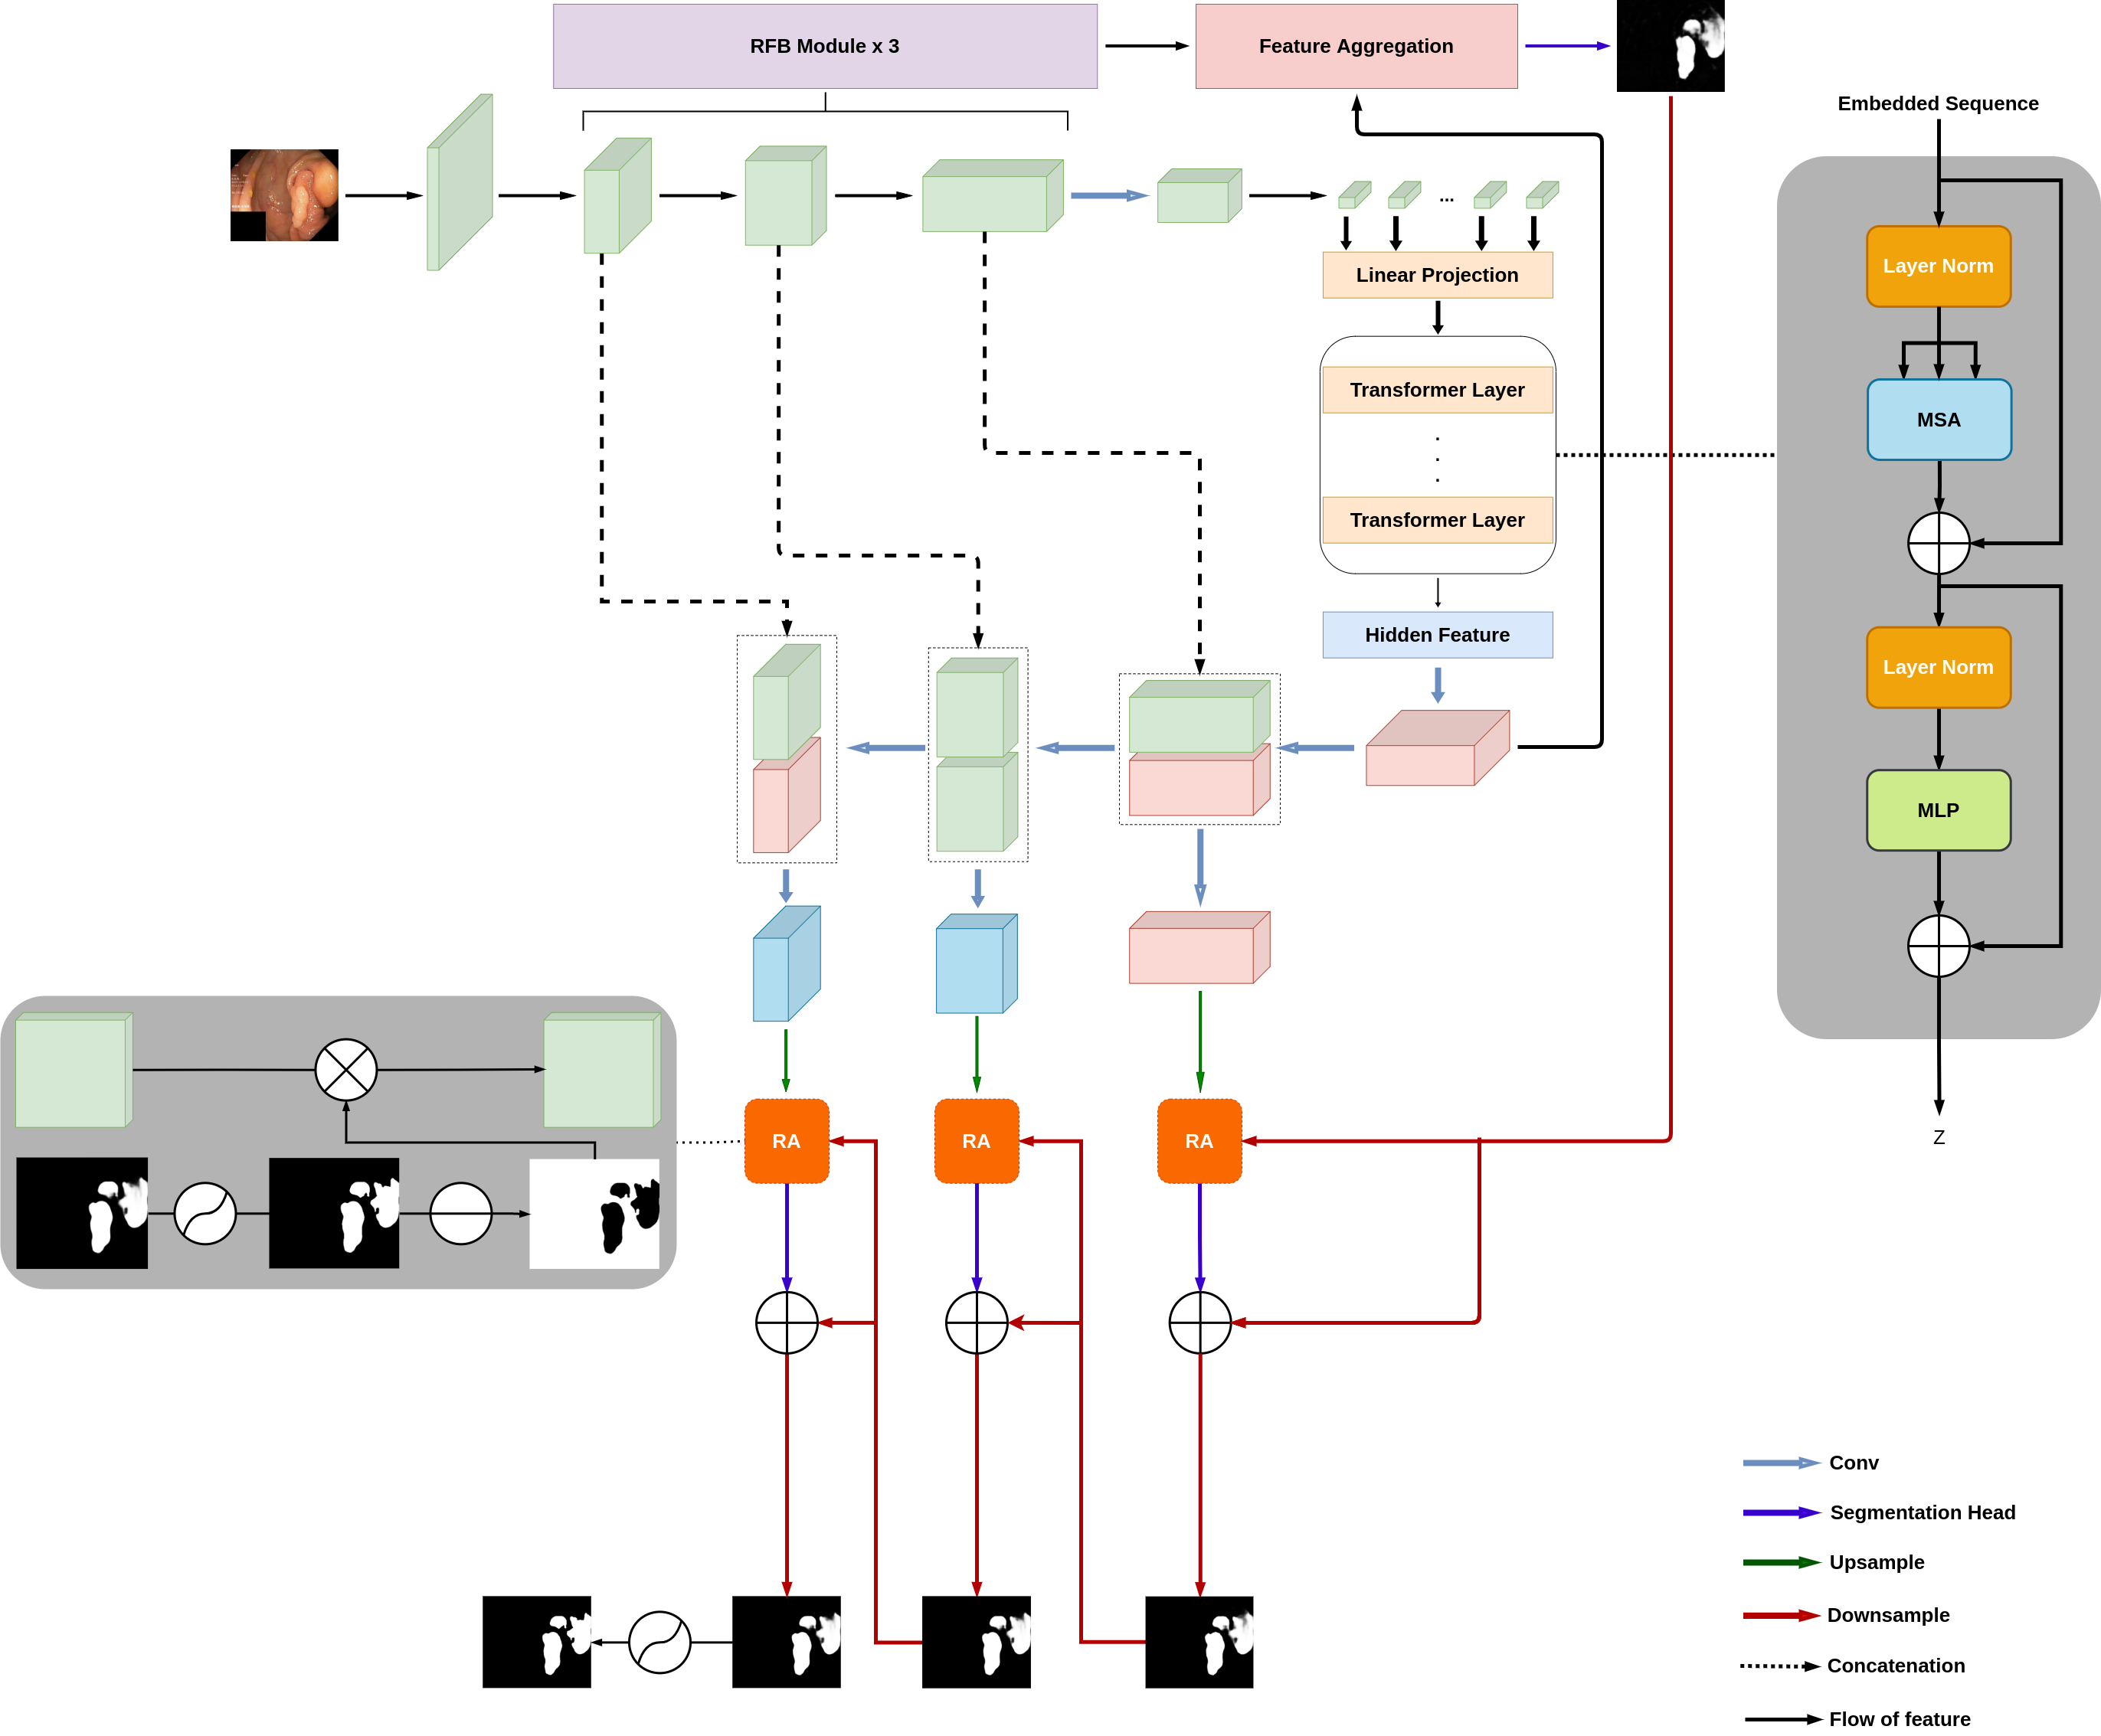 RFB Module x 3
Feature Aggregation
Embedded Sequence
...
Linear Projection
Layer Norm
Transformer Layer
.
.
.
MSA
Transformer Layer
Hidden Feature
Layer Norm
MLP
RA
RA
RA
Z
Conv
Segmentation Head
Upsample
Downsample
Concatenation
Flow of feature